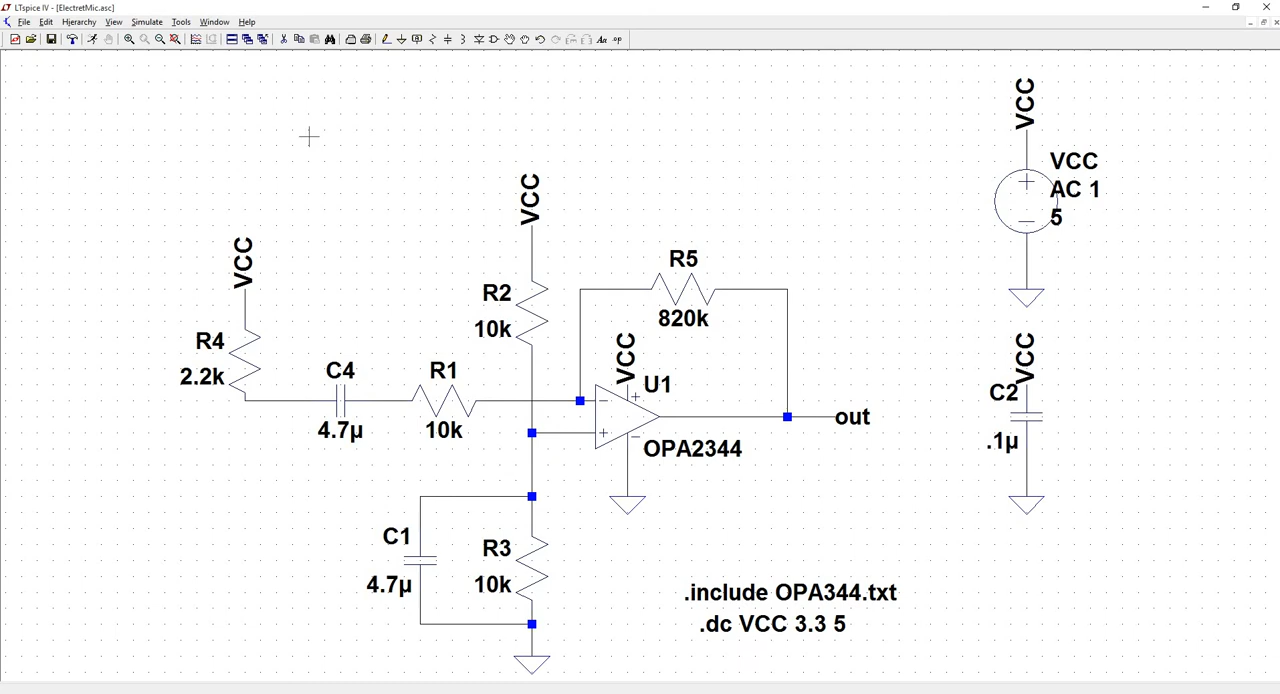 LTspice IV - [ElectretMic.asc]
File Edit Hierarchy View Simulate Tools Window Help
Aa .op
VCC
VCC
AC 1
5
VCC
R2
10k
VCC
R4
2.2k
C4
4.7µ
R1
10k
R5
820k
VCC
U1
OPA2344
out
VCC
C2
.1µ
C1
4.7µ
R3
10k
.include OPA344.txt
.dc VCC 3.3 5